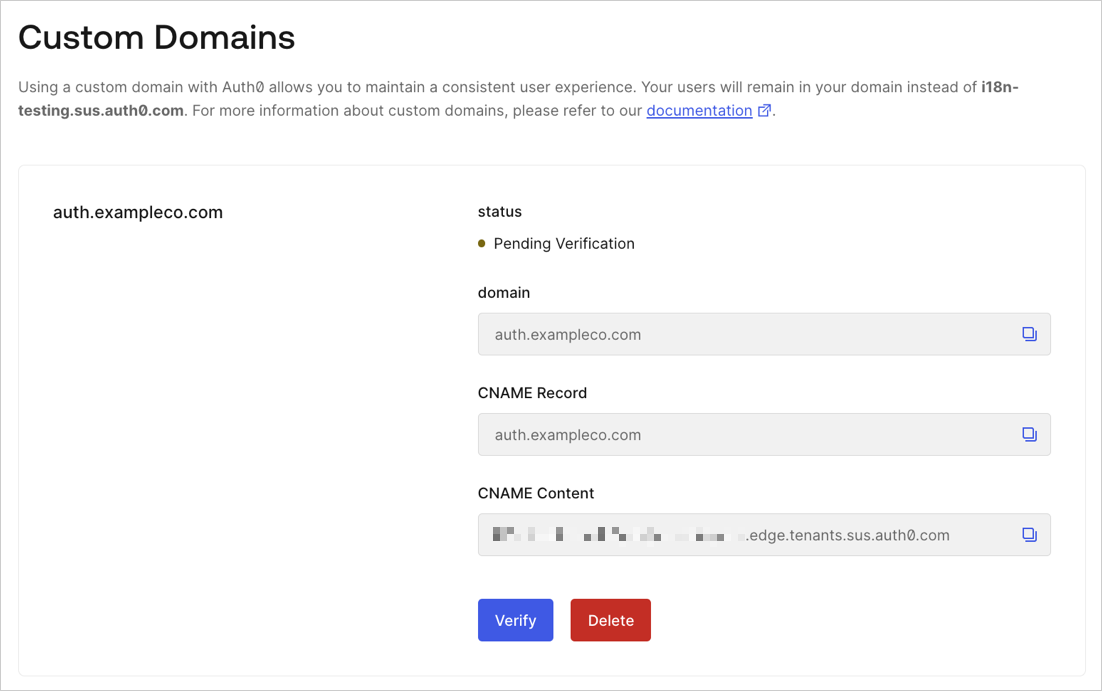 Custom Domains
Using a custom domain with Auth0 allows you to maintain a consistent user experience. Your users will remain in your domain instead of i18n-
testing.sus.auth0.com. For more information about custom domains, please refer to our documentation.
auth.exampleco.com
status
Pending Verification
domain
auth.exampleco.com
CNAME Record
auth.exampleco.com
CNAME Content
.edge.tenants.sus.auth0.com
Verify
Delete